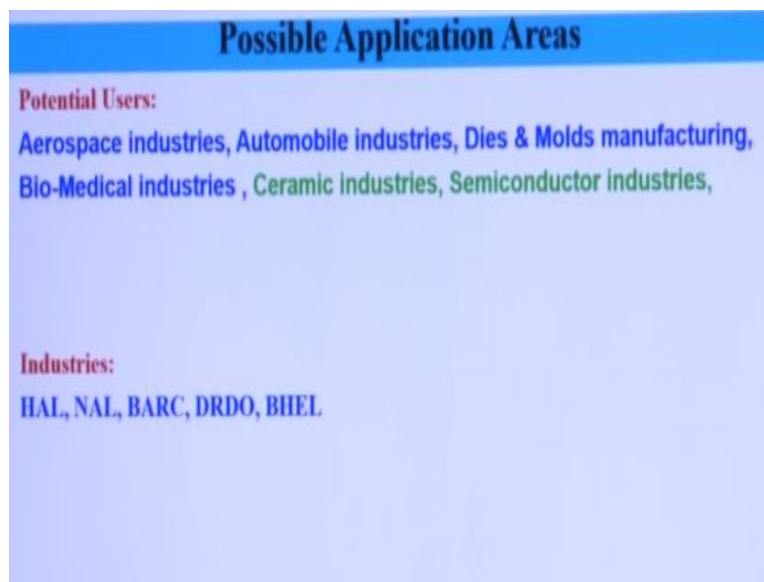 Possible Application Areas
Potential Users:
Aerospace industries, Automobile industries, Dies & Molds manufacturing,
Bio-Medical industries , Ceramic industries, Semiconductor industries,
Industries:
HAL, NAL, BARC, DRDO, BHEL